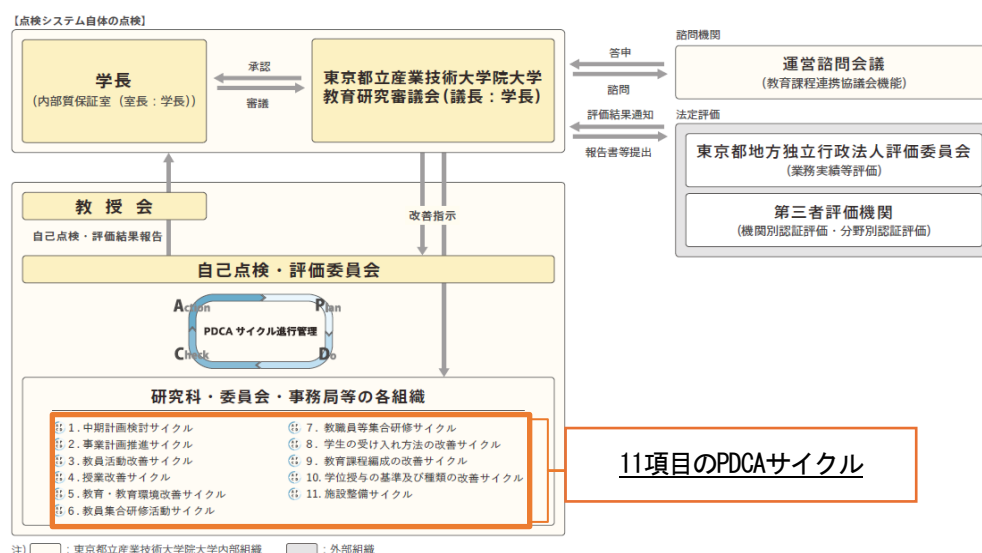 【点検システム自体の点検】
学長
(内部質保証室（室長：学長）)
承認
審議
東京都立産業技術大学院大学
教育研究審議会(議長：学長)
答申
諮問
評価結果通知
報告書等提出
諮問機関
運営諮問会議
(教育課程連携協議会機能)
法定評価
東京都地方独立行政法人評価委員会
(業務実績等評価)
第三者評価機関
(機関別認証評価・分野別認証評価)
教授会
自己点検・評価結果報告
改善指示
自己点検・評価委員会
Action
Plan
PDCA サイクル進行管理
Check
Do
研究科・委員会・事務局等の各組織
1. 中期計画検討サイクル
2. 事業計画推進サイクル
3. 教員活動改善サイクル
4. 授業改善サイクル
5. 教育・教育環境改善サイクル
6. 教員集合研修活動サイクル
7. 教職員等集合研修サイクル
8. 学生の受け入れ方法の改善サイクル
9. 教育課程編成の改善サイクル
10. 学位授与の基準及び種類の改善サイクル
11. 施設整備サイクル
11項目のPDCAサイクル
注）　：東京都立産業技術大学院大学内部組織　　：外部組織